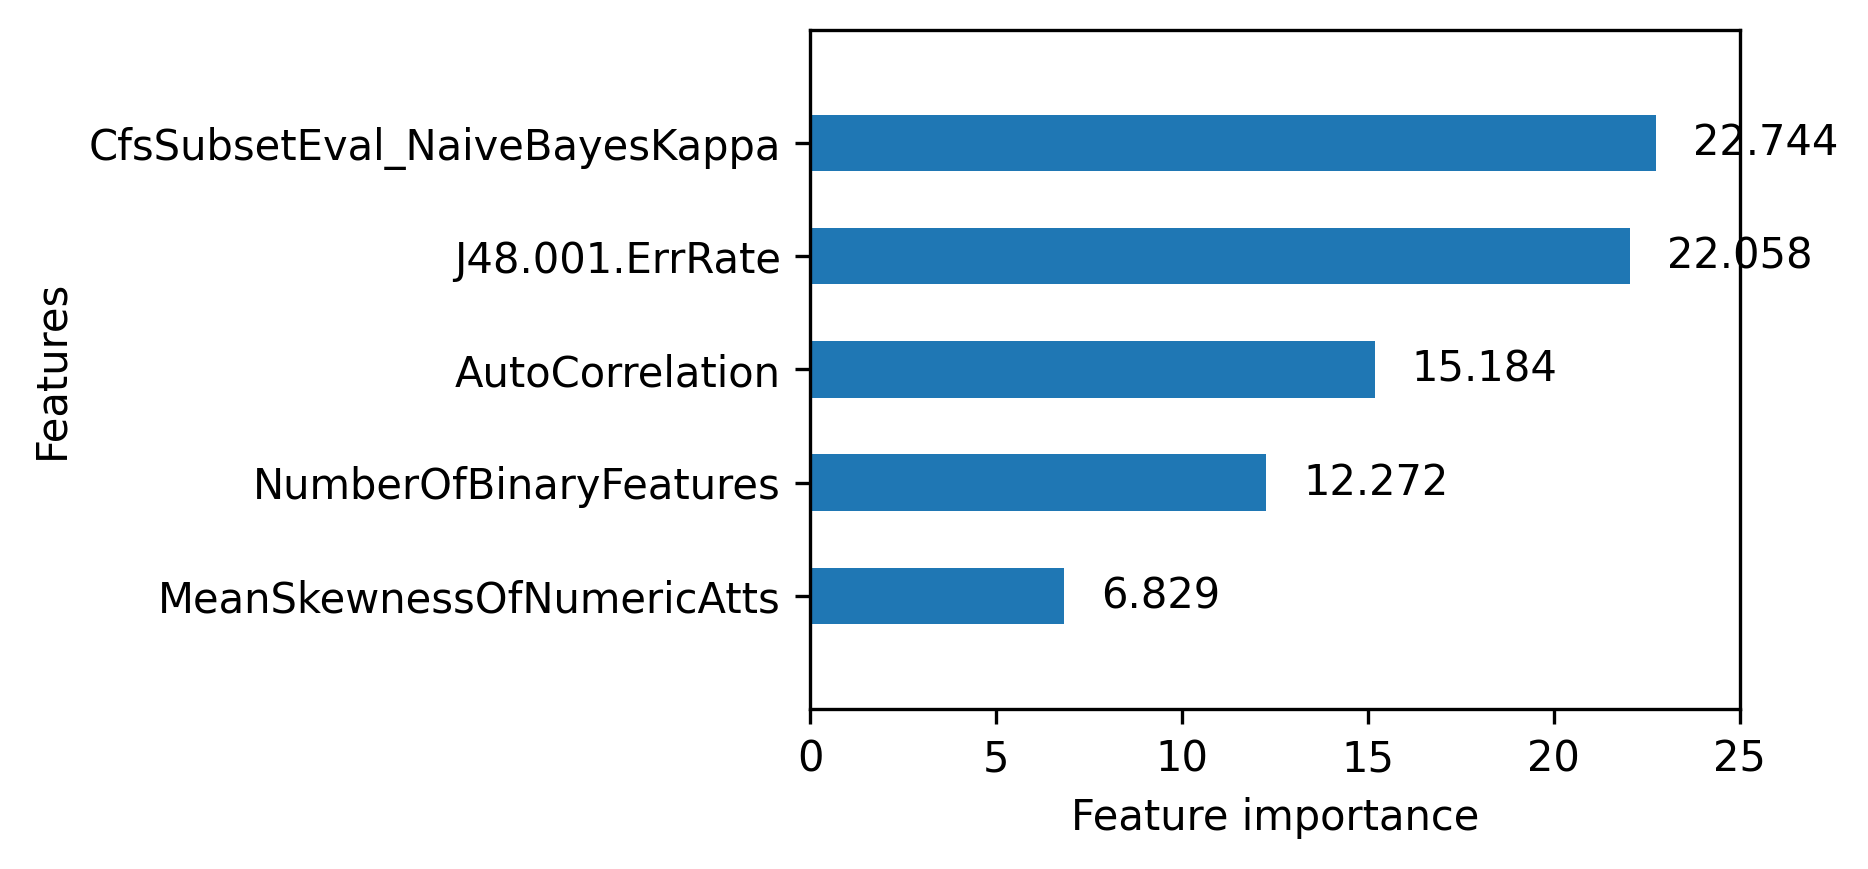 Features
CfsSubsetEval_NaiveBayesKappa 22.744
J48.001.ErrRate 22.058
AutoCorrelation 15.184
NumberOfBinaryFeatures 12.272
MeanSkewnessOfNumericAtts 6.829
0 5 10 15 20 25
Feature importance